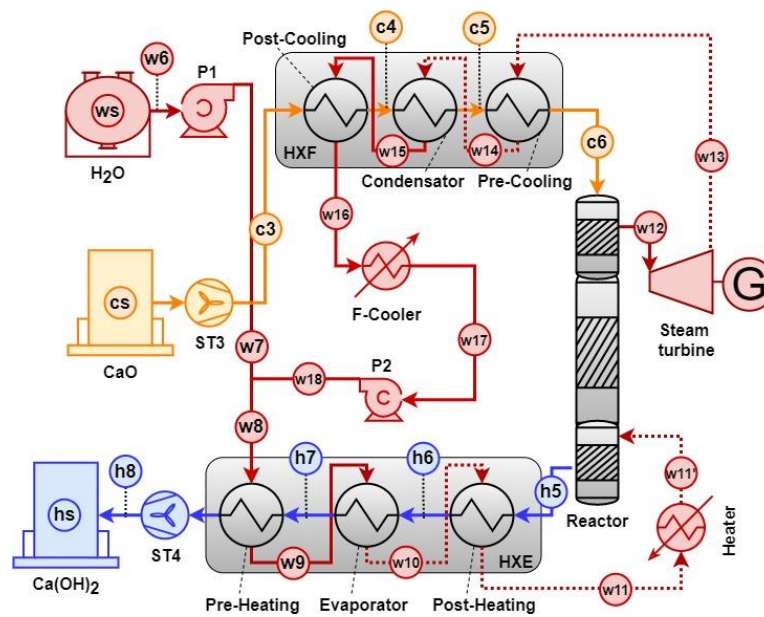 Post-Cooling
c4
c5
w6
P1
ws
H₂O
HXF
w15
w14
Condensator
Pre-Cooling
c6
w13
w16
w12
c3
cs
CaO
ST3
F-Cooler
G
Steam
turbine
w7
w17
P2
C
w18
w8
h8
h7
h6
h5
w11'
hs
ST4
Ca(OH)₂
Reactor
Heater
w9
w10
HXE
w11
Pre-Heating
Evaporator
Post-Heating